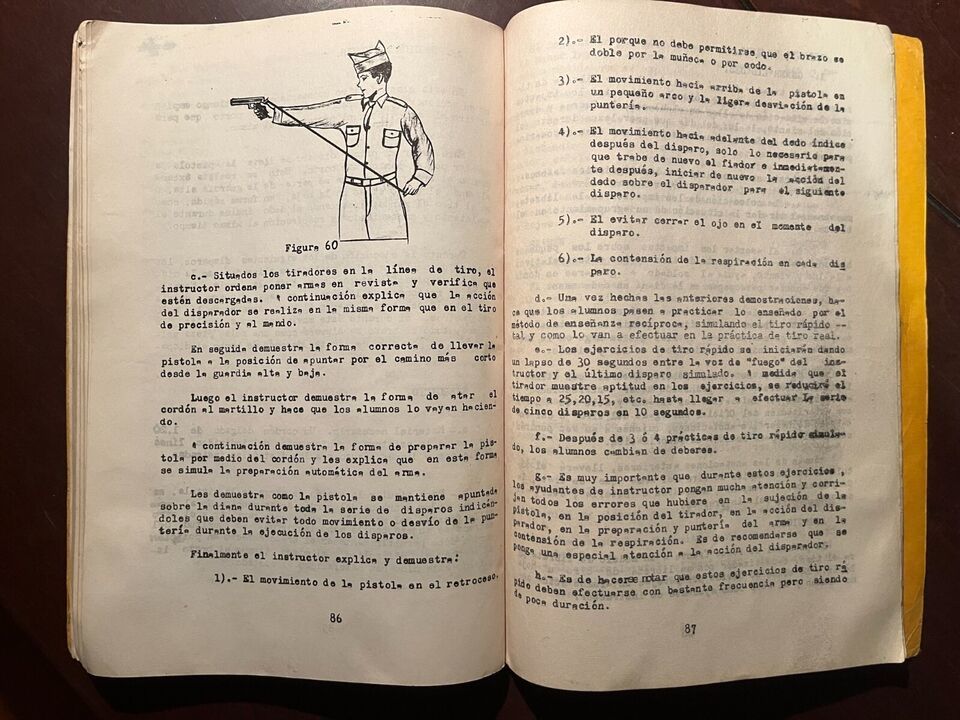 Figura 60
c.- Situados los tiradores en la línea de tiro, el
instructor ordena poner armas en revista y verifica que
estén descargadas. A continuación explica que la acción
del disparador se realiza en la misma forma que en el tiro
de precisión y al mando.
En seguida demuestra la forma correcta de llevar la
pistola a la posición de apuntar por el camino más corto
desde la guardia alta y baja.
Luego el instructor demuestra la forma de atar el
cordón al martillo y hace que los alumnos lo vayan hacien-
do.
A continuación demuestra la forma de preparar la pis-
tola por medio del cordón y les explica que en esta forma
se simula la preparación automática del arma.
Les demuestra como la pistola se mantiene apuntada
sobre la diana durante toda la serie de disparos indicán-
doles que deben evitar todo movimiento o desvío de la pun-
tería durante la ejecución de los disparos.
Finalmente el instructor explica y demuestra:
1).- El movimiento de la pistola en el retroceso.
86
2).- El porque no debe permitirse que el brazo se
doble por la muñeca o por codo.
3).- El movimiento hacia arriba de la pistola en
un pequeño arco y la ligera desviación de la
puntería.
4).- El movimiento hacia adelante del dedo índice
después del disparo, solo lo necesario para
que trabe de nuevo el fiador e inmediatamen-
te después, iniciar de nuevo la acción del
dedo sobre el disparador para el siguiente
disparo.
5).- El evitar cerrar el ojo en el momento del
disparo.
6).- La contensión de la respiración en cada dis
paro.
d.- Una vez hechas las anteriores demostraciones, ha-
ce que los alumnos pasen a practicar lo enseñado por el
método de enseñanza recíproca, simulando el tiro rápido --
tal y como lo van a efectuar en la práctica de tiro real.
e.- Los ejercicios de tiro rápido se iniciarán dando
un lapso de 30 segundos entre la voz de "fuego" del ins-
tructor y el último disparo simulado. A medida que el
tirador muestre aptitud en los ejercicios, se reducirá el
tiempo a 25,20,15, etc. hasta llegar a efectuar la serie
de cinco disparos en 10 segundos.
f.- Después de 3 ó 4 prácticas de tiro rápido simula-
do, los alumnos cambian de deberes.
g.- Es muy importante que durante estos ejercicios ,
los ayudantes de instructor pongan mucha atención y corri-
jan todos los errores que hubiere en la sujeción de la
pístola, en la posición del tirador, en la acción del dis-
parador, en la preparación y puntería del arma y en la
contensión de la respiración. Es de recomendarse que se
ponga una especial atención a la acción del disparador.
h.- Es de hacerse notar que estos ejercicios de tiro rá
pido deben efectuarse con bastante frecuencia pero siendo
de poca duración.
87